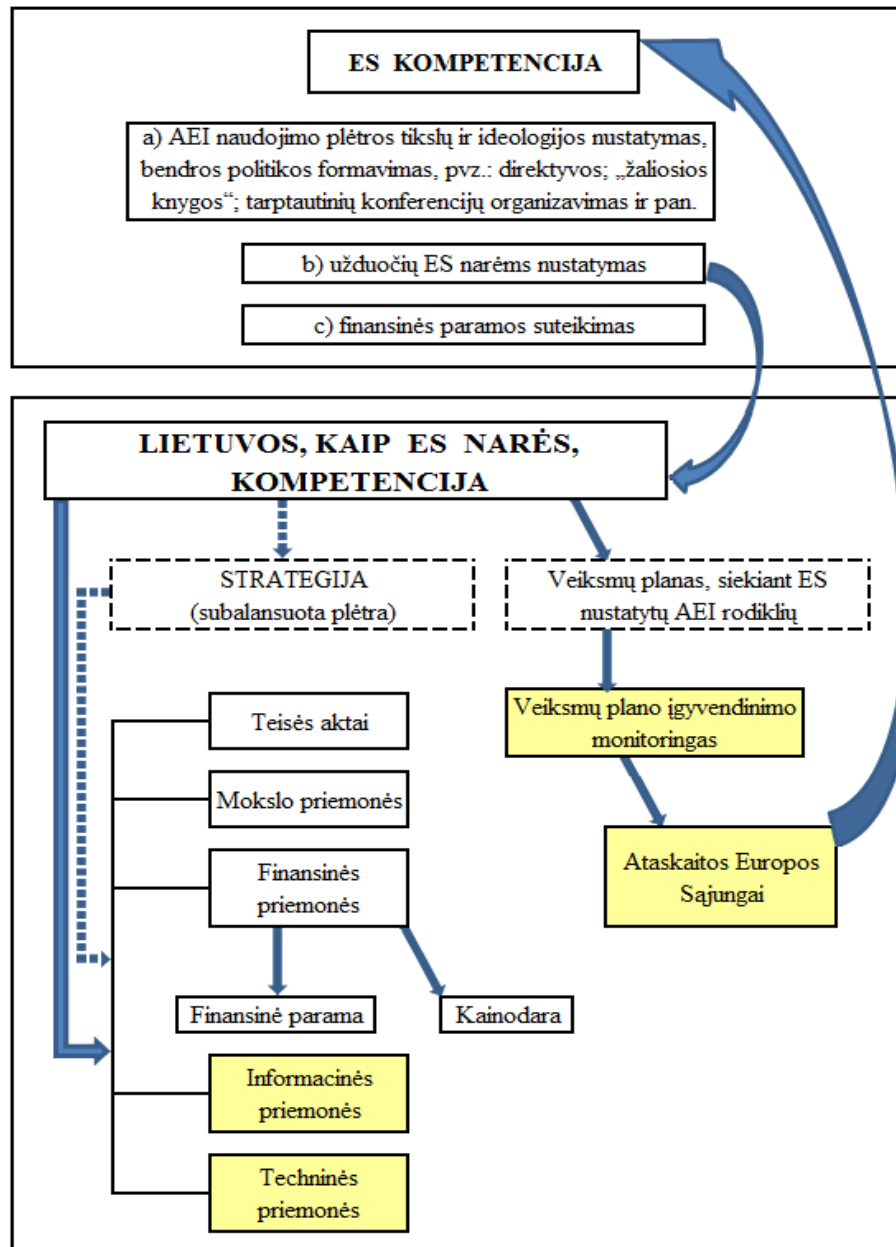 ES KOMPETENCIJA
a) AEI naudojimo plėtros tikslų ir ideologijos nustatymas,
bendros politikos formavimas, pvz.: direktyvos; „žaliosios
knygos“; tarptautinių konferencijų organizavimas ir pan.
b) užduočių ES narėms nustatymas
c) finansinės paramos suteikimas
LIETUVOS, KAIP ES NARĖS,
KOMPETENCIJA
STRATEGIJA
(subalansuota plėtra)
Veiksmų planas, siekiant ES
nustatytų AEI rodiklių
Teisės aktai
Mokslo priemonės
Finansinės
priemonės
Finansinė parama
Kainodara
Informacinės
priemonės
Techninės
priemonės
Veiksmų plano įgyvendinimo
monitoringas
Ataskaitos Europos
Sąjungai